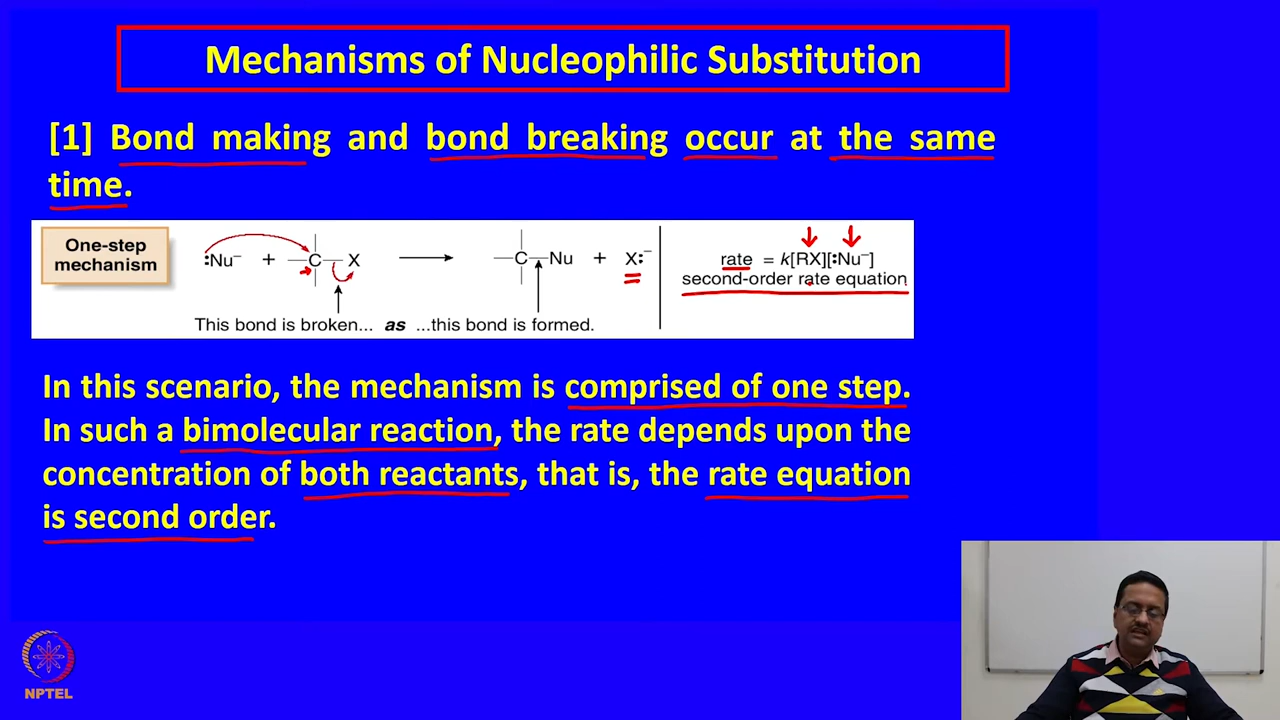 Mechanisms of Nucleophilic Substitution
[1] Bond making and bond breaking occur at the same
time.
One-step
mechanism
:Nu⁻ + —C—X ⟶ —C—Nu + X:⁻
This bond is broken... as ...this bond is formed.
rate = k[RX][:Nu⁻]
second-order rate equation
In this scenario, the mechanism is comprised of one step.
In such a bimolecular reaction, the rate depends upon the
concentration of both reactants, that is, the rate equation
is second order.
NPTEL